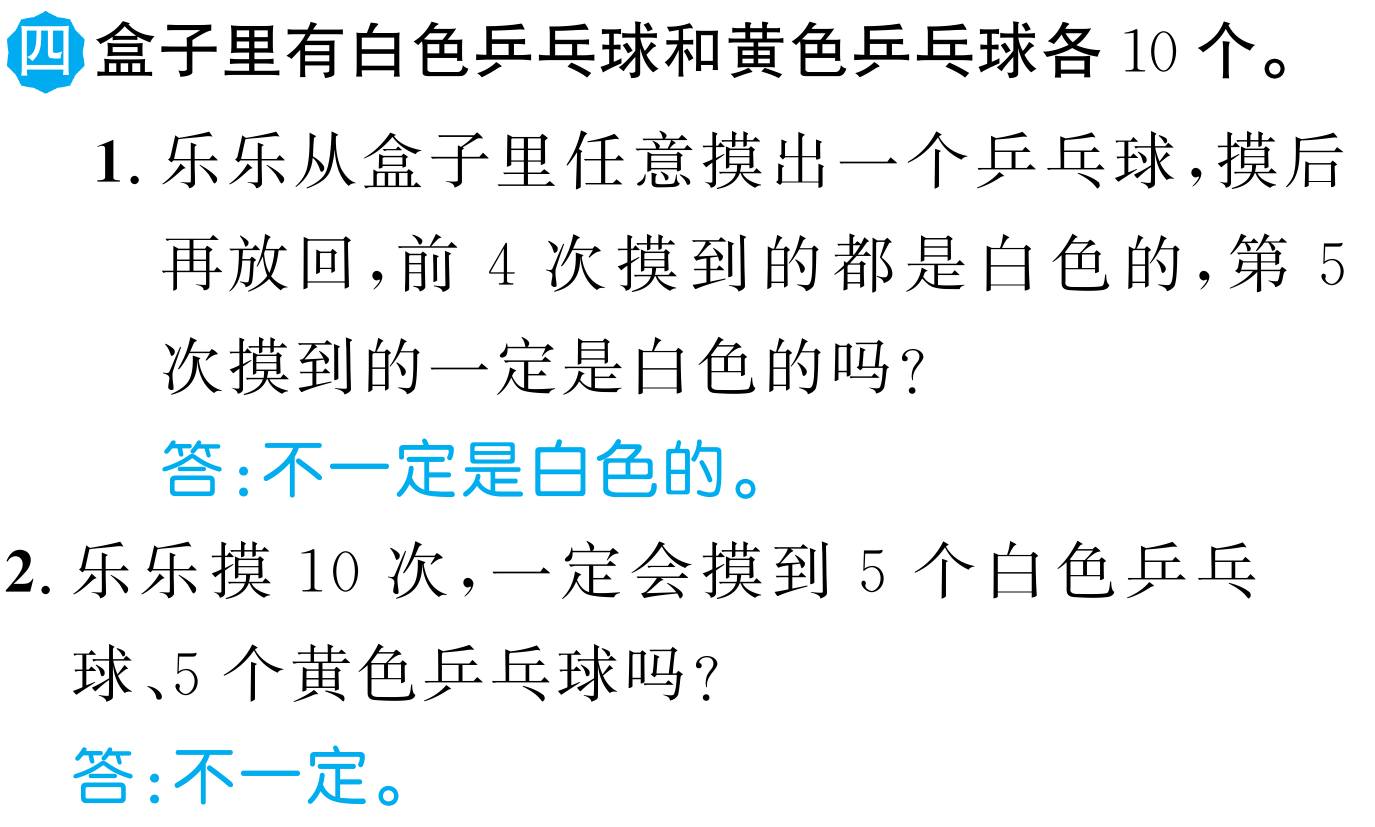 四 盒子里有白色乒乓球和黄色乒乓球各 10 个。
1. 乐乐从盒子里任意摸出一个乒乓球,摸后
再放回,前 4 次摸到的都是白色的,第 5
次摸到的一定是白色的吗?
答:不一定是白色的。
2. 乐乐摸 10 次,一定会摸到 5 个白色乒乓
球、5 个黄色乒乓球吗?
答:不一定。